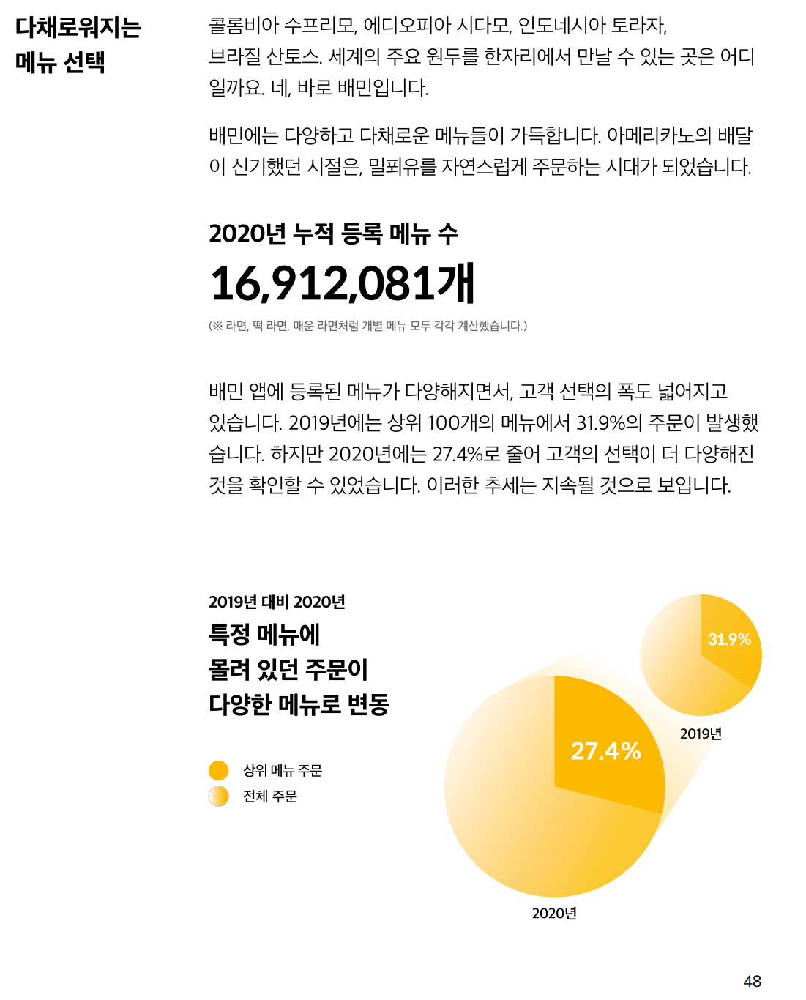 다채로워지는
메뉴 선택
콜롬비아 수프리모, 에디오피아 시다모, 인도네시아 토라자,
브라질 산토스. 세계의 주요 원두를 한자리에서 만날 수 있는 곳은 어디
일까요. 네, 바로 배민입니다.
배민에는 다양하고 다채로운 메뉴들이 가득합니다. 아메리카노의 배달
이 신기했던 시절은, 밀푀유를 자연스럽게 주문하는 시대가 되었습니다.
2020년 누적 등록 메뉴 수
16,912,081개
(※ 라면, 떡 라면, 매운 라면처럼 개별 메뉴 모두 각각 계산했습니다.)
배민 앱에 등록된 메뉴가 다양해지면서, 고객 선택의 폭도 넓어지고
있습니다. 2019년에는 상위 100개의 메뉴에서 31.9%의 주문이 발생했
습니다. 하지만 2020년에는 27.4%로 줄어 고객의 선택이 더 다양해진
것을 확인할 수 있었습니다. 이러한 추세는 지속될 것으로 보입니다.
2019년 대비 2020년
특정 메뉴에
몰려 있던 주문이
다양한 메뉴로 변동
상위 메뉴 주문
전체 주문
31.9%
2019년
27.4%
2020년
48